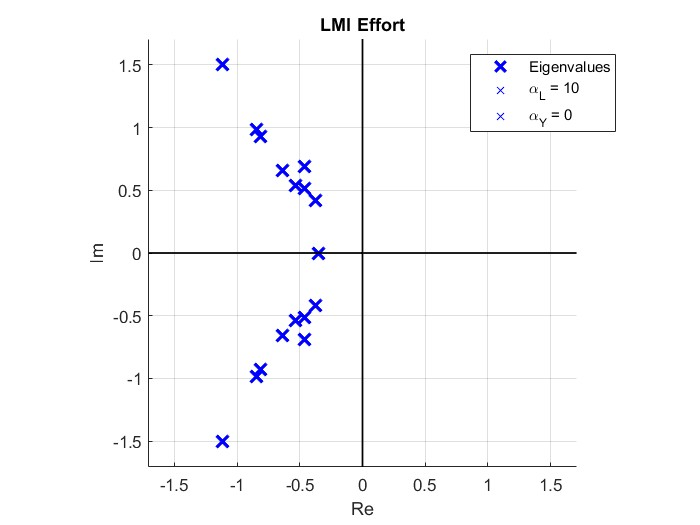 LMI Effort
Eigenvalues
α_L = 10
α_Y = 0
1.5
1
0.5
0
-0.5
-1
-1.5
Im
-1.5 -1 -0.5 0 0.5 1 1.5
Re